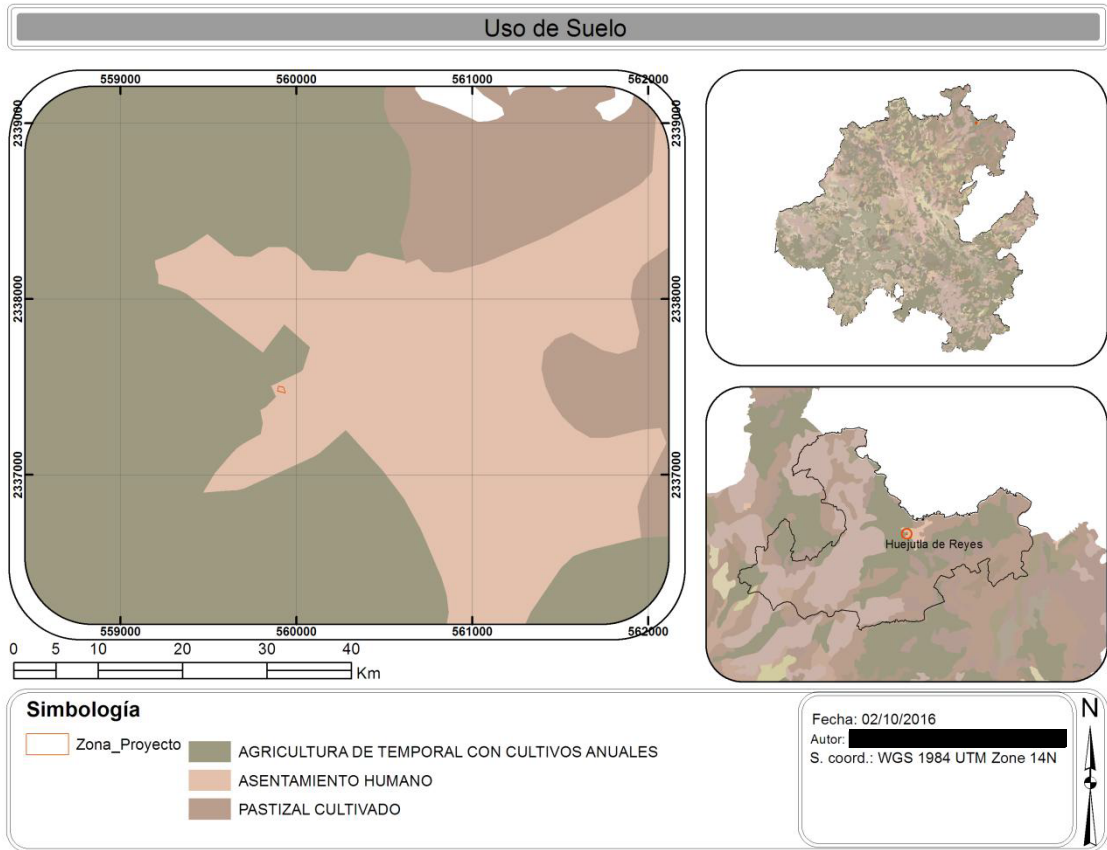 Uso de Suelo
559000 560000 561000 562000
2339000 2339000
2338000 2338000
2337000 2337000
559000 560000 561000 562000
0 5 10 20 30 40
Km
Huejutla de Reyes
Simbología
Zona_Proyecto
AGRICULTURA DE TEMPORAL CON CULTIVOS ANUALES
ASENTAMIENTO HUMANO
PASTIZAL CULTIVADO
Fecha: 02/10/2016
Autor:
S. coord.: WGS 1984 UTM Zone 14N
N